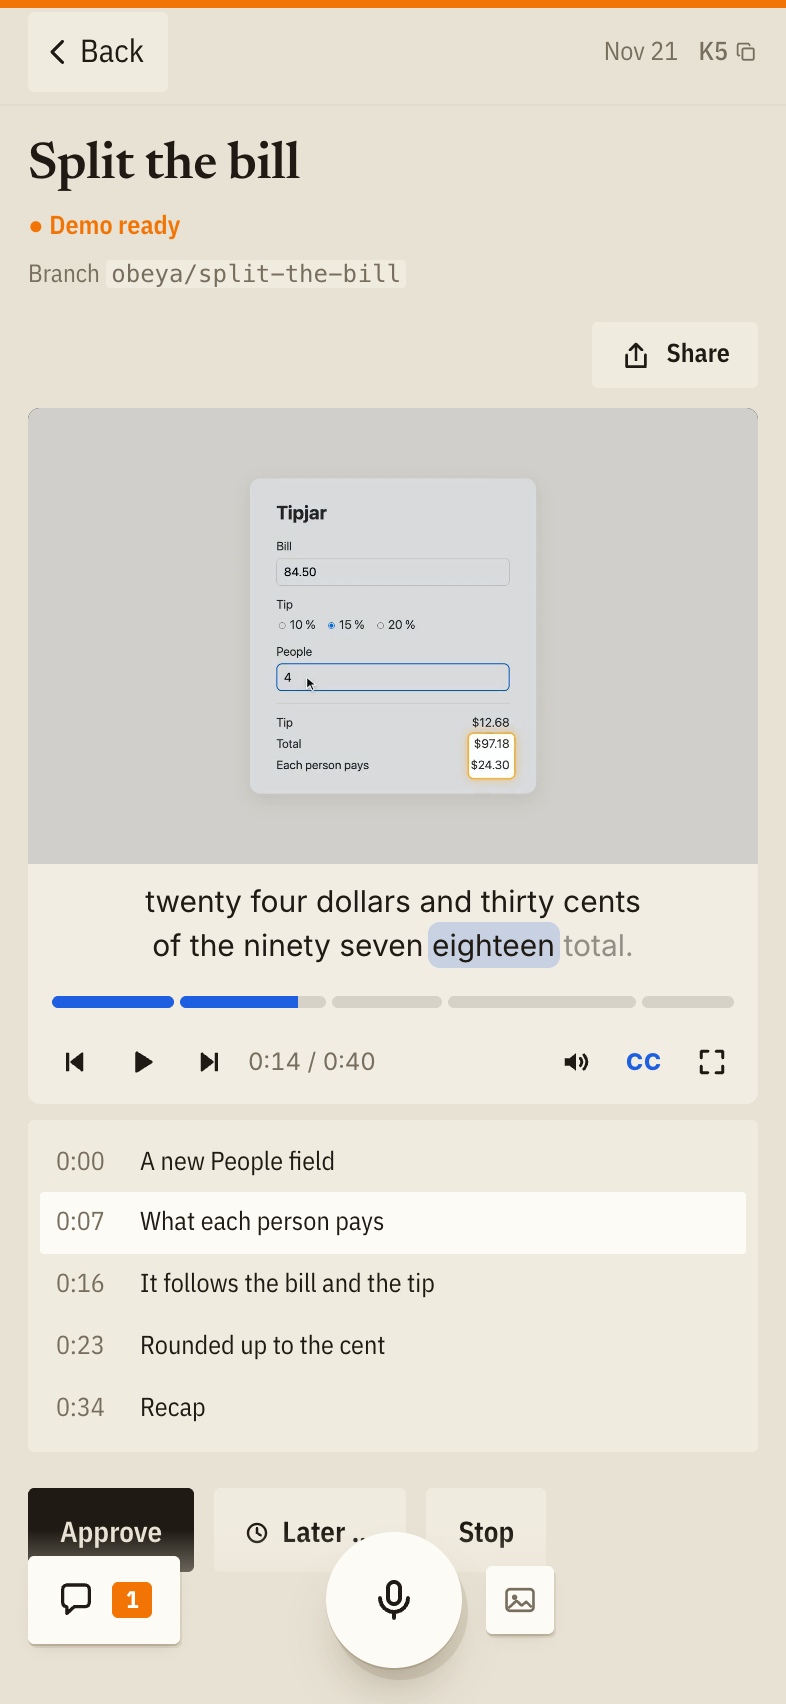 Back
Nov 21 K5
Split the bill
Demo ready
Branch obeya/split-the-bill
Share
Tipjar
Bill
84.50
Tip
10 % 15 % 20 %
People
4
Tip $12.68
Total $97.18
Each person pays $24.30
twenty four dollars and thirty cents
of the ninety seven eighteen total.
0:14 / 0:40 CC
0:00 A new People field
0:07 What each person pays
0:16 It follows the bill and the tip
0:23 Rounded up to the cent
0:34 Recap
Approve Later ... Stop
1